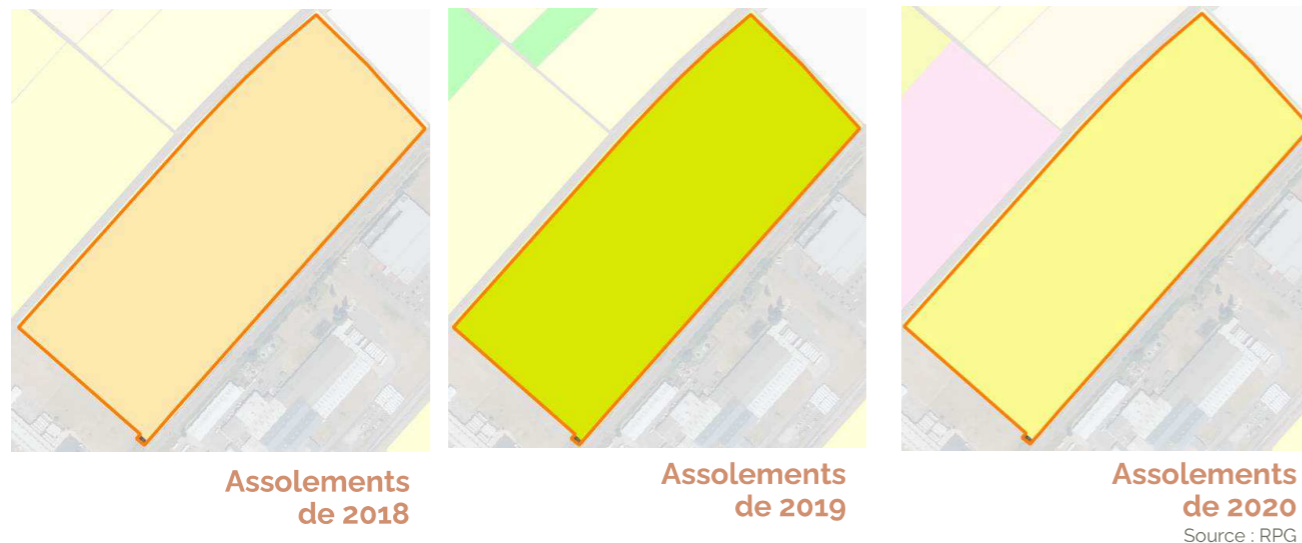 Assolements
de 2018
Assolements
de 2019
Assolements
de 2020
Source : RPG